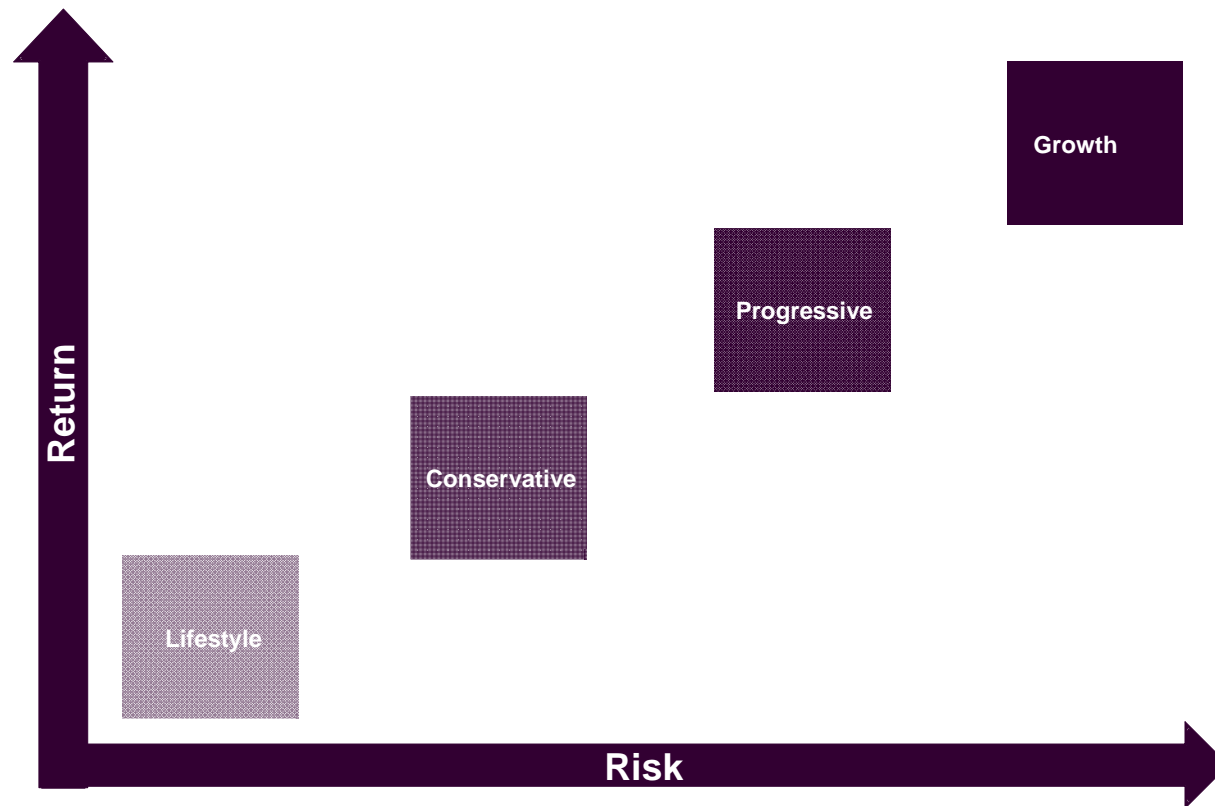 Growth
Progressive
Return
Conservative
Lifestyle
Risk